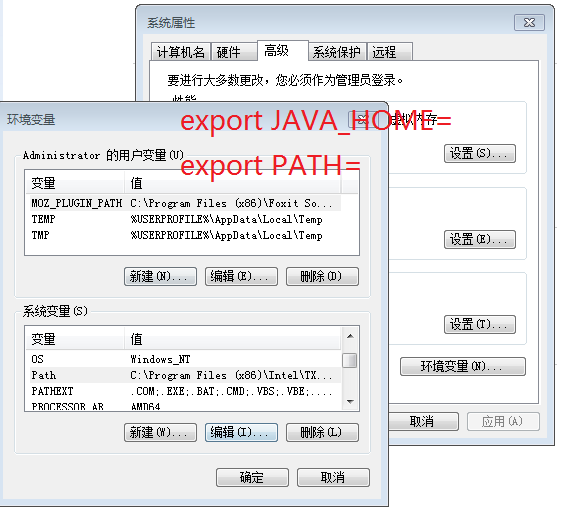 系统属性
计算机名 硬件 高级 系统保护 远程
要进行大多数更改，您必须作为管理员登录。
性能
虚拟内存
设置(S)...
设置(E)...
设置(T)...
环境变量(N)...
取消 应用(A)
环境变量
export JAVA_HOME=
export PATH=
Administrator 的用户变量(U)
变量 值
MOZ_PLUGIN_PATH C:\Program Files (x86)\Foxit So...
TEMP %USERPROFILE%\AppData\Local\Temp
TMP %USERPROFILE%\AppData\Local\Temp
新建(N)... 编辑(E)... 删除(D)
系统变量(S)
变量 值
OS Windows_NT
Path C:\Program Files (x86)\Intel\TX...
PATHEXT .COM;.EXE;.BAT;.CMD;.VBS;.VBE;....
PROCESSOR_AR AMD64
新建(W)... 编辑(I)... 删除(L)
确定 取消